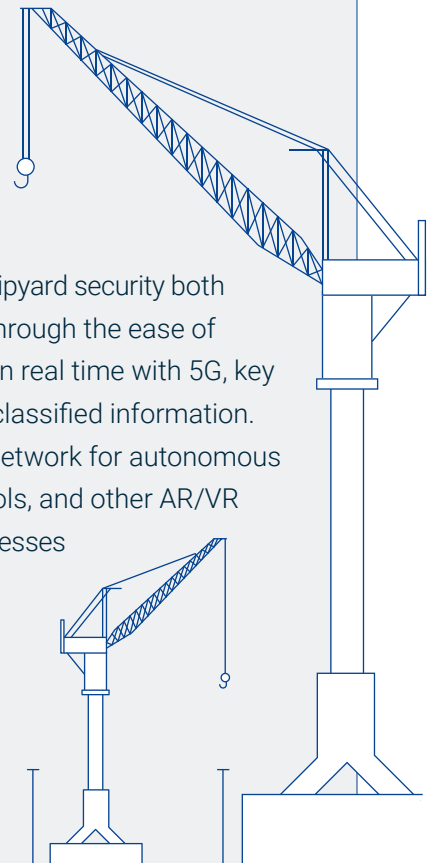 ipyard security both
hrough the ease of
n real time with 5G, key
classified information.
etwork for autonomous
ols, and other AR/VR
esses